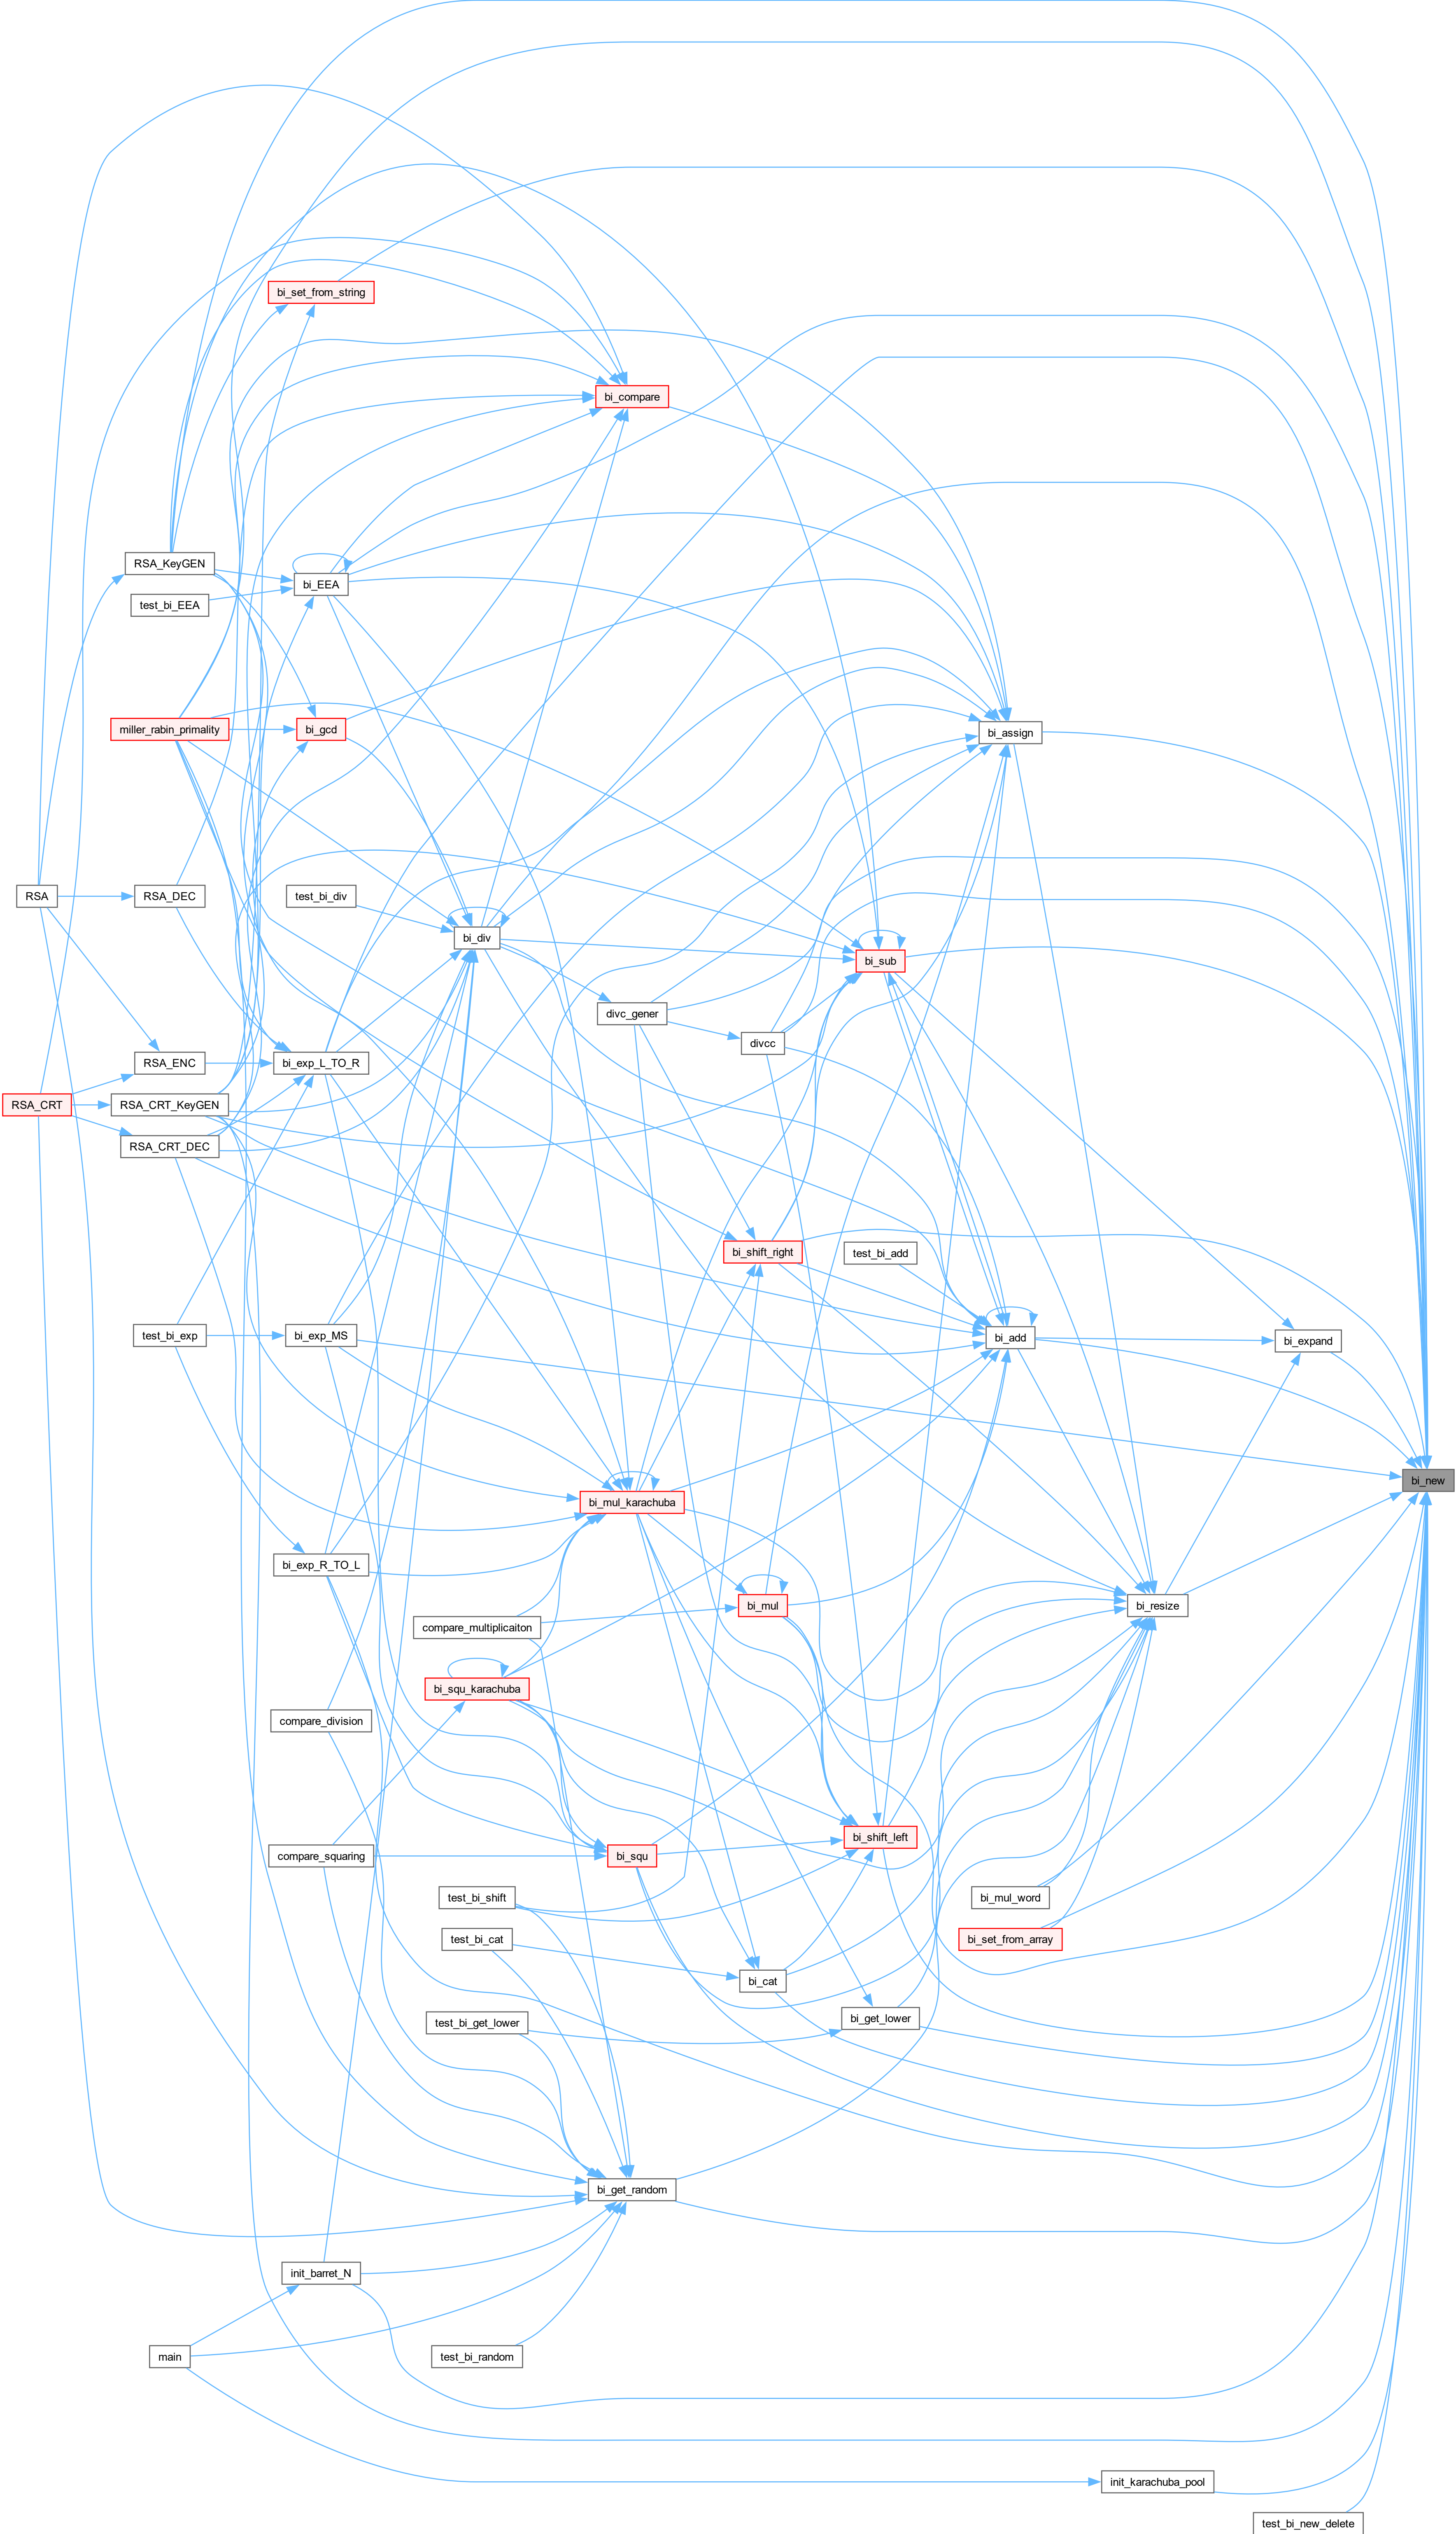 bi_set_from_string
bi_compare
RSA_KeyGEN
bi_EEA
test_bi_EEA
miller_rabin_primality
bi_gcd
bi_assign
RSA
RSA_DEC
test_bi_div
bi_div
bi_sub
divc_gener
divcc
RSA_ENC
bi_exp_L_TO_R
RSA_CRT
RSA_CRT_KeyGEN
RSA_CRT_DEC
bi_shift_right
test_bi_add
test_bi_exp
bi_exp_MS
bi_add
bi_expand
bi_new
bi_mul_karachuba
bi_exp_R_TO_L
bi_mul
bi_resize
compare_multiplicaiton
bi_squ_karachuba
compare_division
bi_shift_left
compare_squaring
bi_squ
test_bi_shift
bi_mul_word
test_bi_cat
bi_set_from_array
bi_cat
test_bi_get_lower
bi_get_lower
bi_get_random
init_barret_N
main
test_bi_random
init_karachuba_pool
test_bi_new_delete